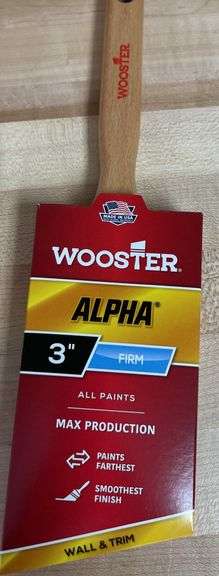 WOOSTER
MADE IN USA
WOOSTER®
ALPHA®
3" FIRM
ALL PAINTS
MAX PRODUCTION
PAINTS
FARTHEST
SMOOTHEST
FINISH
WALL & TRIM